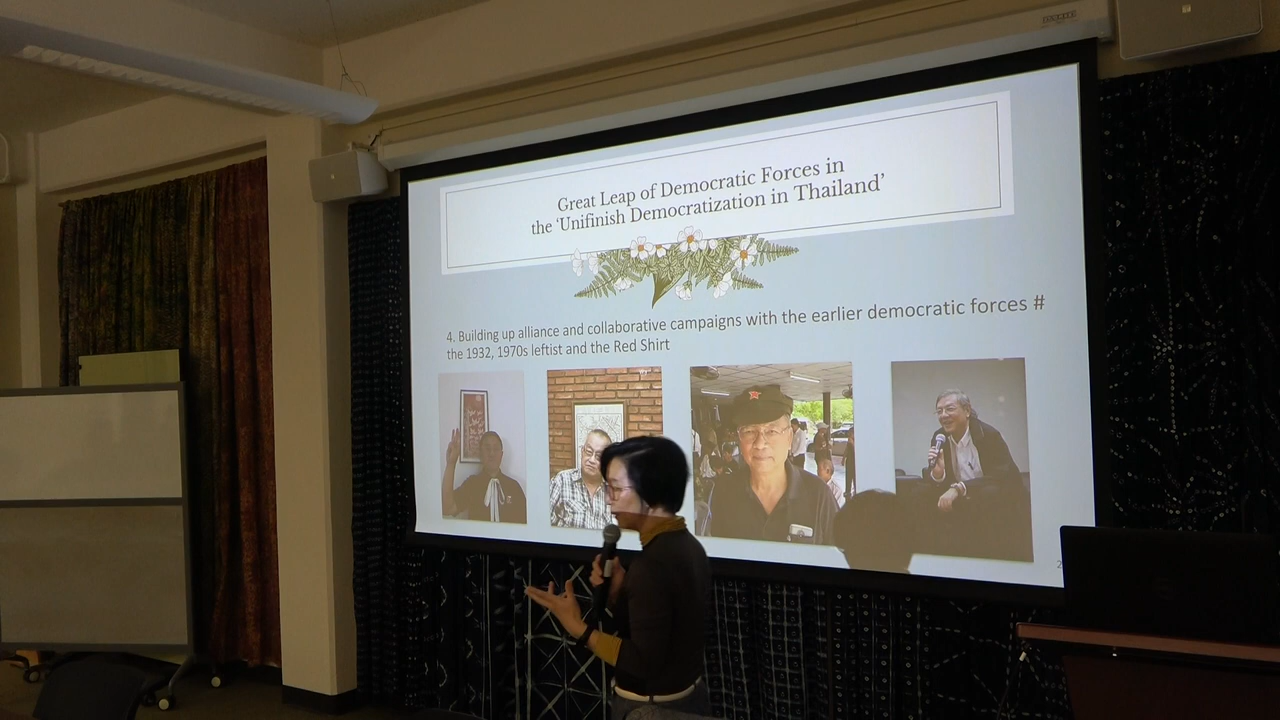 Great Leap of Democratic Forces in
the ‘Unifinish Democratization in Thailand’
4. Building up alliance and collaborative campaigns with the earlier democratic forces #
the 1932, 1970s leftist and the Red Shirt